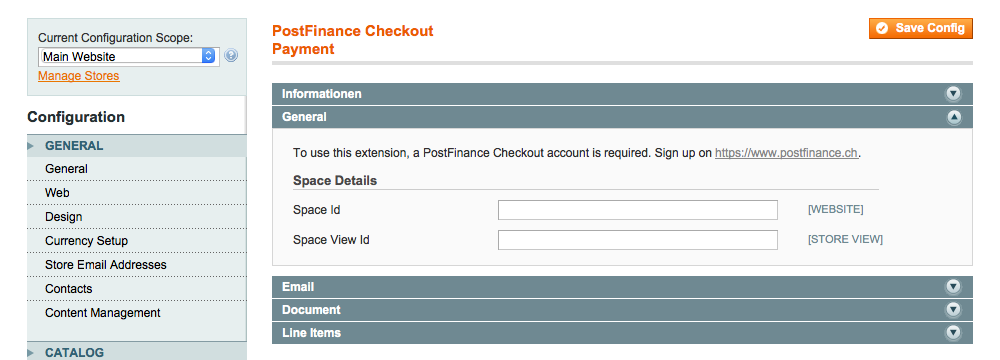 Current Configuration Scope:
Main Website
Manage Stores
Configuration
GENERAL
General
Web
Design
Currency Setup
Store Email Addresses
Contacts
Content Management
CATALOG
PostFinance Checkout
Payment
Save Config
Informationen
General
To use this extension, a PostFinance Checkout account is required. Sign up on https://www.postfinance.ch.
Space Details
Space Id [WEBSITE]
Space View Id [STORE VIEW]
Email
Document
Line Items